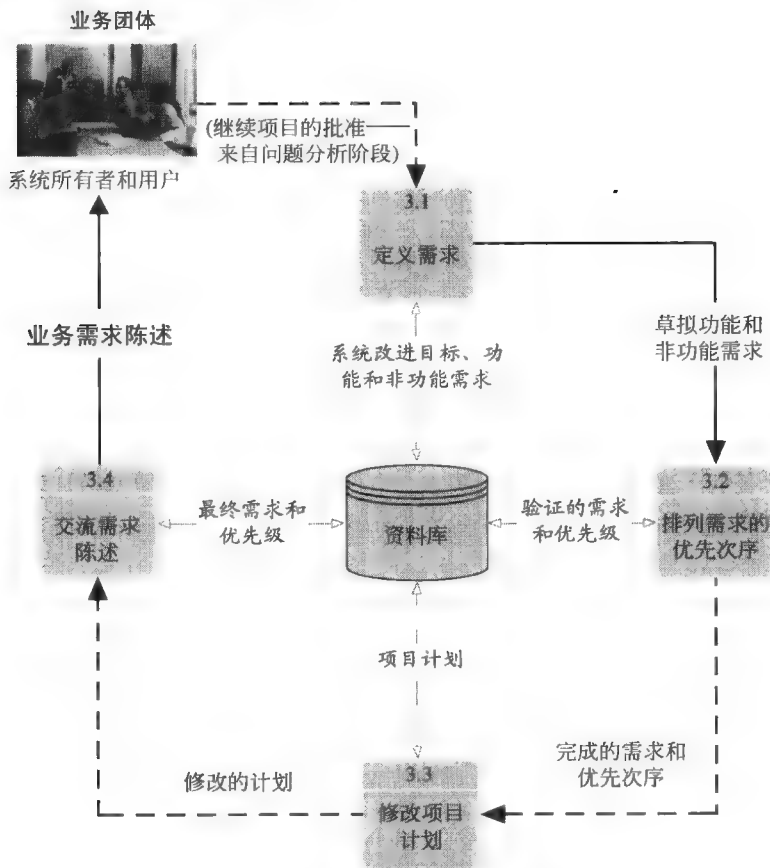 业务团体
(继续项目的批准——
来自问题分析阶段)
系统所有者和用户
3.1
定义需求
业务需求陈述
系统改进目标、功
能和非功能需求
草拟功能和
非功能需求
3.4
交流需求
陈述
最终需求和
优先级
资料库
验证的需求
和优先级
3.2
排列需求的
优先次序
项目计划
修改的计划
3.3
修改项目
计划
完成的需求和
优先次序